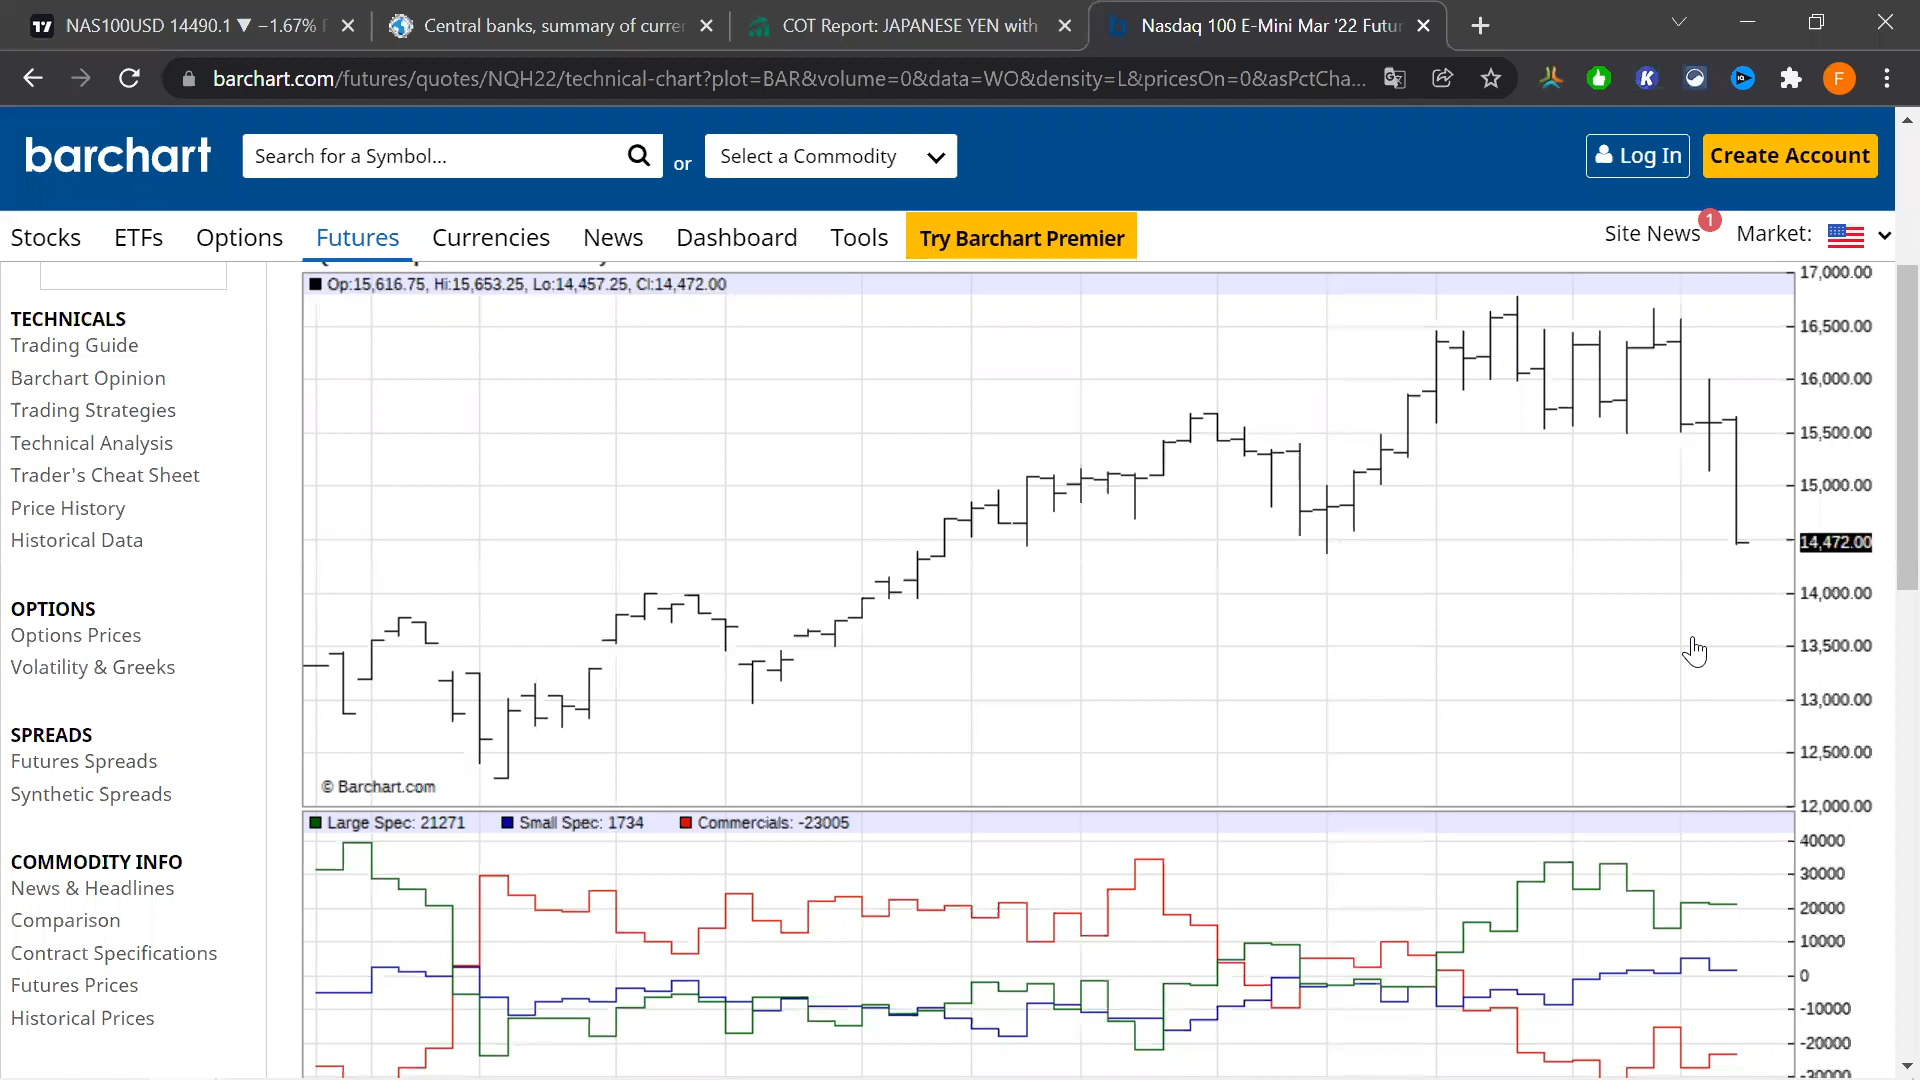 NAS100USD 14490.1 ▼ −1.67%
Central banks, summary of curre
COT Report: JAPANESE YEN with
Nasdaq 100 E-Mini Mar '22 Futur
barchart.com/futures/quotes/NQH22/technical-chart?plot=BAR&volume=0&data=WO&density=L&pricesOn=0&asPctCha...
F
barchart
Search for a Symbol...
or
Select a Commodity
Log In
Create Account
Stocks
ETFs
Options
Futures
Currencies
News
Dashboard
Tools
Try Barchart Premier
Site News
1
Market:
TECHNICALS
Trading Guide
Barchart Opinion
Trading Strategies
Technical Analysis
Trader's Cheat Sheet
Price History
Historical Data
OPTIONS
Options Prices
Volatility & Greeks
SPREADS
Futures Spreads
Synthetic Spreads
COMMODITY INFO
News & Headlines
Comparison
Contract Specifications
Futures Prices
Historical Prices
Op:15,616.75, Hi:15,653.25, Lo:14,457.25, Cl:14,472.00
17,000.00
16,500.00
16,000.00
15,500.00
15,000.00
14,472.00
14,000.00
13,500.00
13,000.00
12,500.00
12,000.00
© Barchart.com
Large Spec: 21271
Small Spec: 1734
Commercials: -23005
40000
30000
20000
10000
0
-10000
-20000
-30000